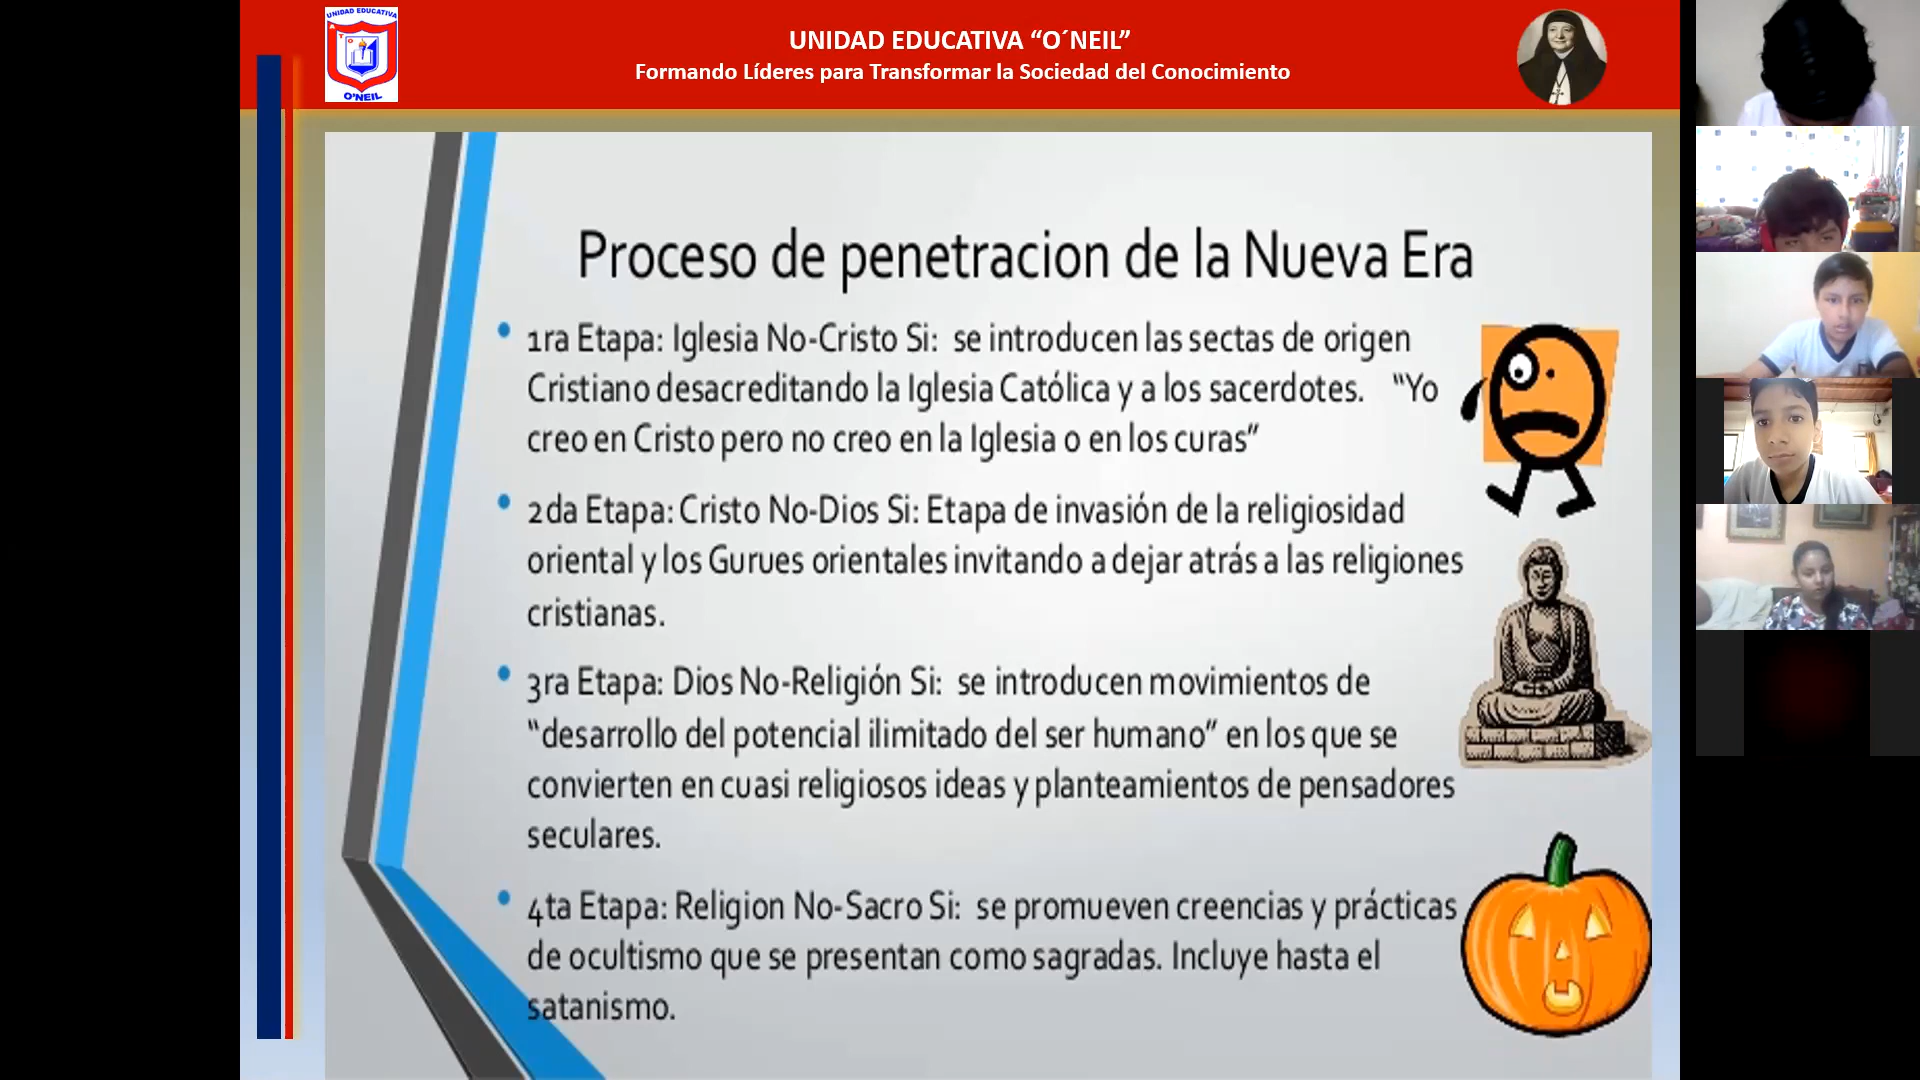 UNIDAD EDUCATIVA
A T O
O'NEIL
UNIDAD EDUCATIVA “O´NEIL”
Formando Líderes para Transformar la Sociedad del Conocimiento
Proceso de penetracion de la Nueva Era
• 1ra Etapa: Iglesia No-Cristo Si: se introducen las sectas de origen
Cristiano desacreditando la Iglesia Católica y a los sacerdotes. “Yo
creo en Cristo pero no creo en la Iglesia o en los curas”
• 2da Etapa: Cristo No-Dios Si: Etapa de invasión de la religiosidad
oriental y los Gurues orientales invitando a dejar atrás a las religiones
cristianas.
• 3ra Etapa: Dios No-Religión Si: se introducen movimientos de
“desarrollo del potencial ilimitado del ser humano” en los que se
convierten en cuasi religiosos ideas y planteamientos de pensadores
seculares.
• 4ta Etapa: Religion No-Sacro Si: se promueven creencias y prácticas
de ocultismo que se presentan como sagradas. Incluye hasta el
satanismo.